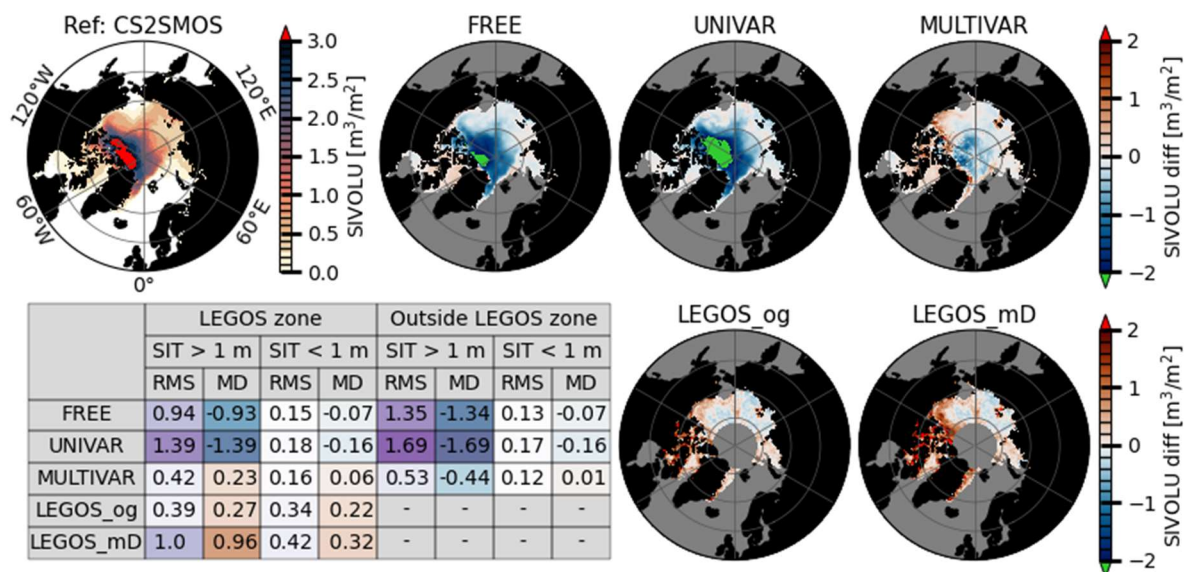 Ref: CS2SMOS
FREE
UNIVAR
MULTIVAR
120°W
120°E
60°W
60°E
0°
3.0
2.5
2.0
1.5
1.0
0.5
0.0
SIVOLU [m³/m²]
2
1
0
−1
−2
SIVOLU diff [m³/m²]
LEGOS zone Outside LEGOS zone
SIT > 1 m SIT < 1 m SIT > 1 m SIT < 1 m
RMS MD RMS MD RMS MD RMS MD
FREE 0.94 -0.93 0.15 -0.07 1.35 -1.34 0.13 -0.07
UNIVAR 1.39 -1.39 0.18 -0.16 1.69 -1.69 0.17 -0.16
MULTIVAR 0.42 0.23 0.16 0.06 0.53 -0.44 0.12 0.01
LEGOS_og 0.39 0.27 0.34 0.22 - - - -
LEGOS_mD 1.0 0.96 0.42 0.32 - - - -
LEGOS_og
LEGOS_mD
2
1
0
−1
−2
SIVOLU diff [m³/m²]